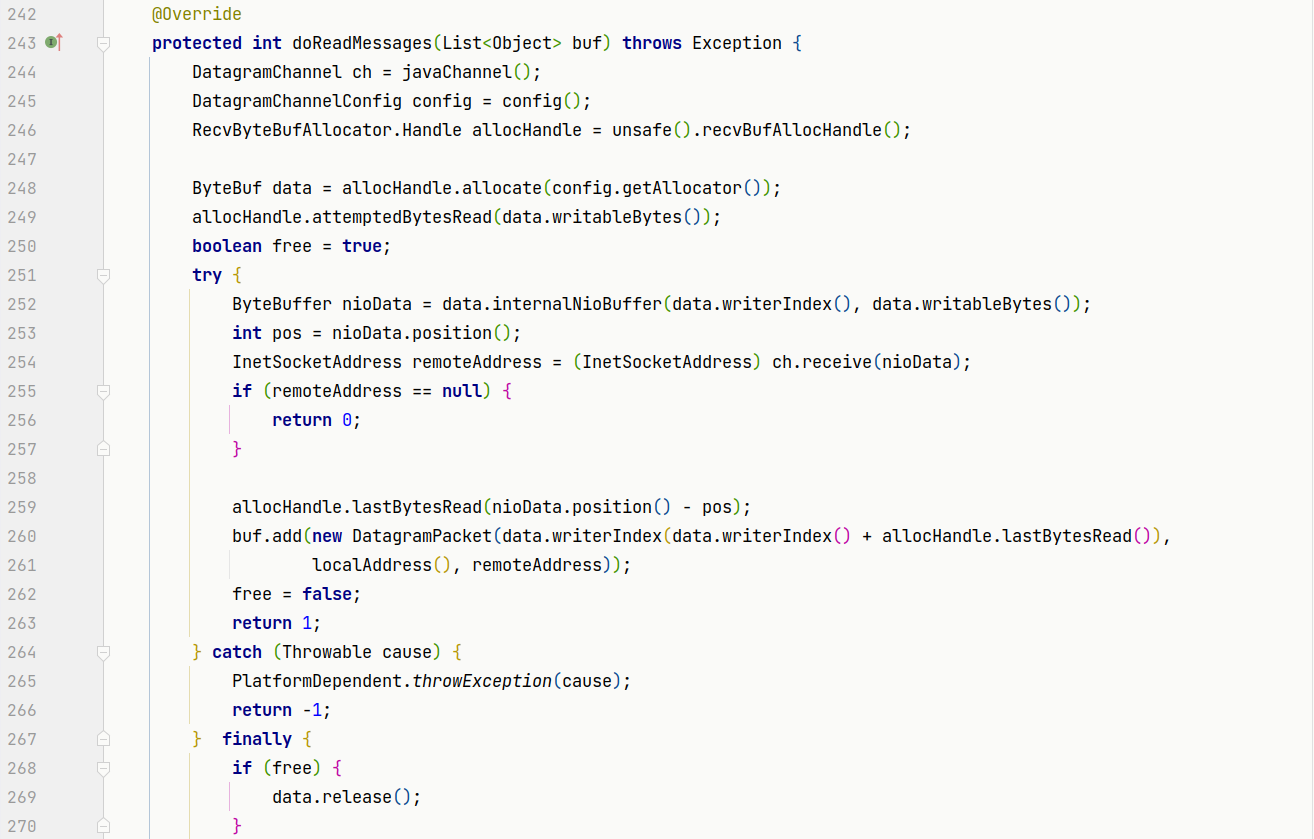 242 @Override
243 protected int doReadMessages(List<Object> buf) throws Exception {
244 DatagramChannel ch = javaChannel();
245 DatagramChannelConfig config = config();
246 RecvByteBufAllocator.Handle allocHandle = unsafe().recvBufAllocHandle();
247
248 ByteBuf data = allocHandle.allocate(config.getAllocator());
249 allocHandle.attemptedBytesRead(data.writableBytes());
250 boolean free = true;
251 try {
252 ByteBuffer nioData = data.internalNioBuffer(data.writerIndex(), data.writableBytes());
253 int pos = nioData.position();
254 InetSocketAddress remoteAddress = (InetSocketAddress) ch.receive(nioData);
255 if (remoteAddress == null) {
256 return 0;
257 }
258
259 allocHandle.lastBytesRead(nioData.position() - pos);
260 buf.add(new DatagramPacket(data.writerIndex(data.writerIndex() + allocHandle.lastBytesRead()),
261 localAddress(), remoteAddress));
262 free = false;
263 return 1;
264 } catch (Throwable cause) {
265 PlatformDependent.throwException(cause);
266 return -1;
267 } finally {
268 if (free) {
269 data.release();
270 }